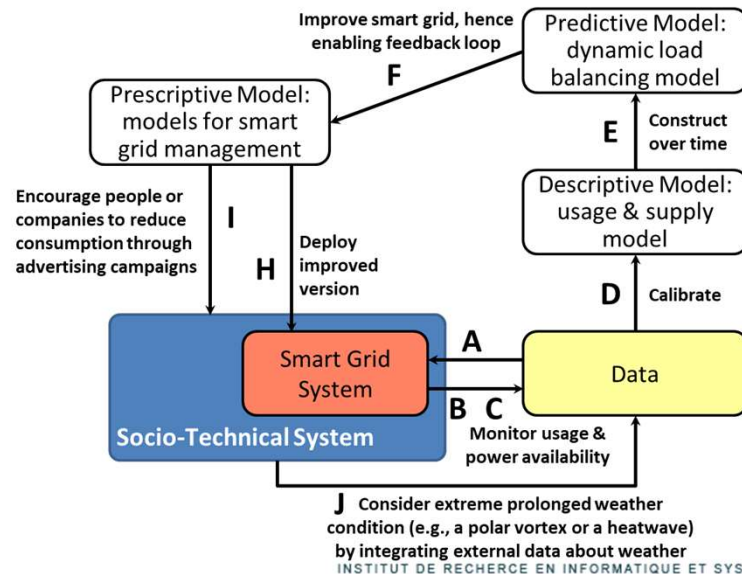 Improve smart grid, hence
enabling feedback loop
F
Predictive Model:
dynamic load
balancing model
Prescriptive Model:
models for smart
grid management
E
Construct
over time
Descriptive Model:
usage & supply
model
Encourage people or
companies to reduce
consumption through
advertising campaigns
I
H
Deploy
improved
version
D
Calibrate
Smart Grid
System
A
B C
Data
Monitor usage &
power availability
Socio-Technical System
J Consider extreme prolonged weather
condition (e.g., a polar vortex or a heatwave)
by integrating external data about weather
INSTITUT DE RECHERCE EN INFORMATIQUE ET SYS